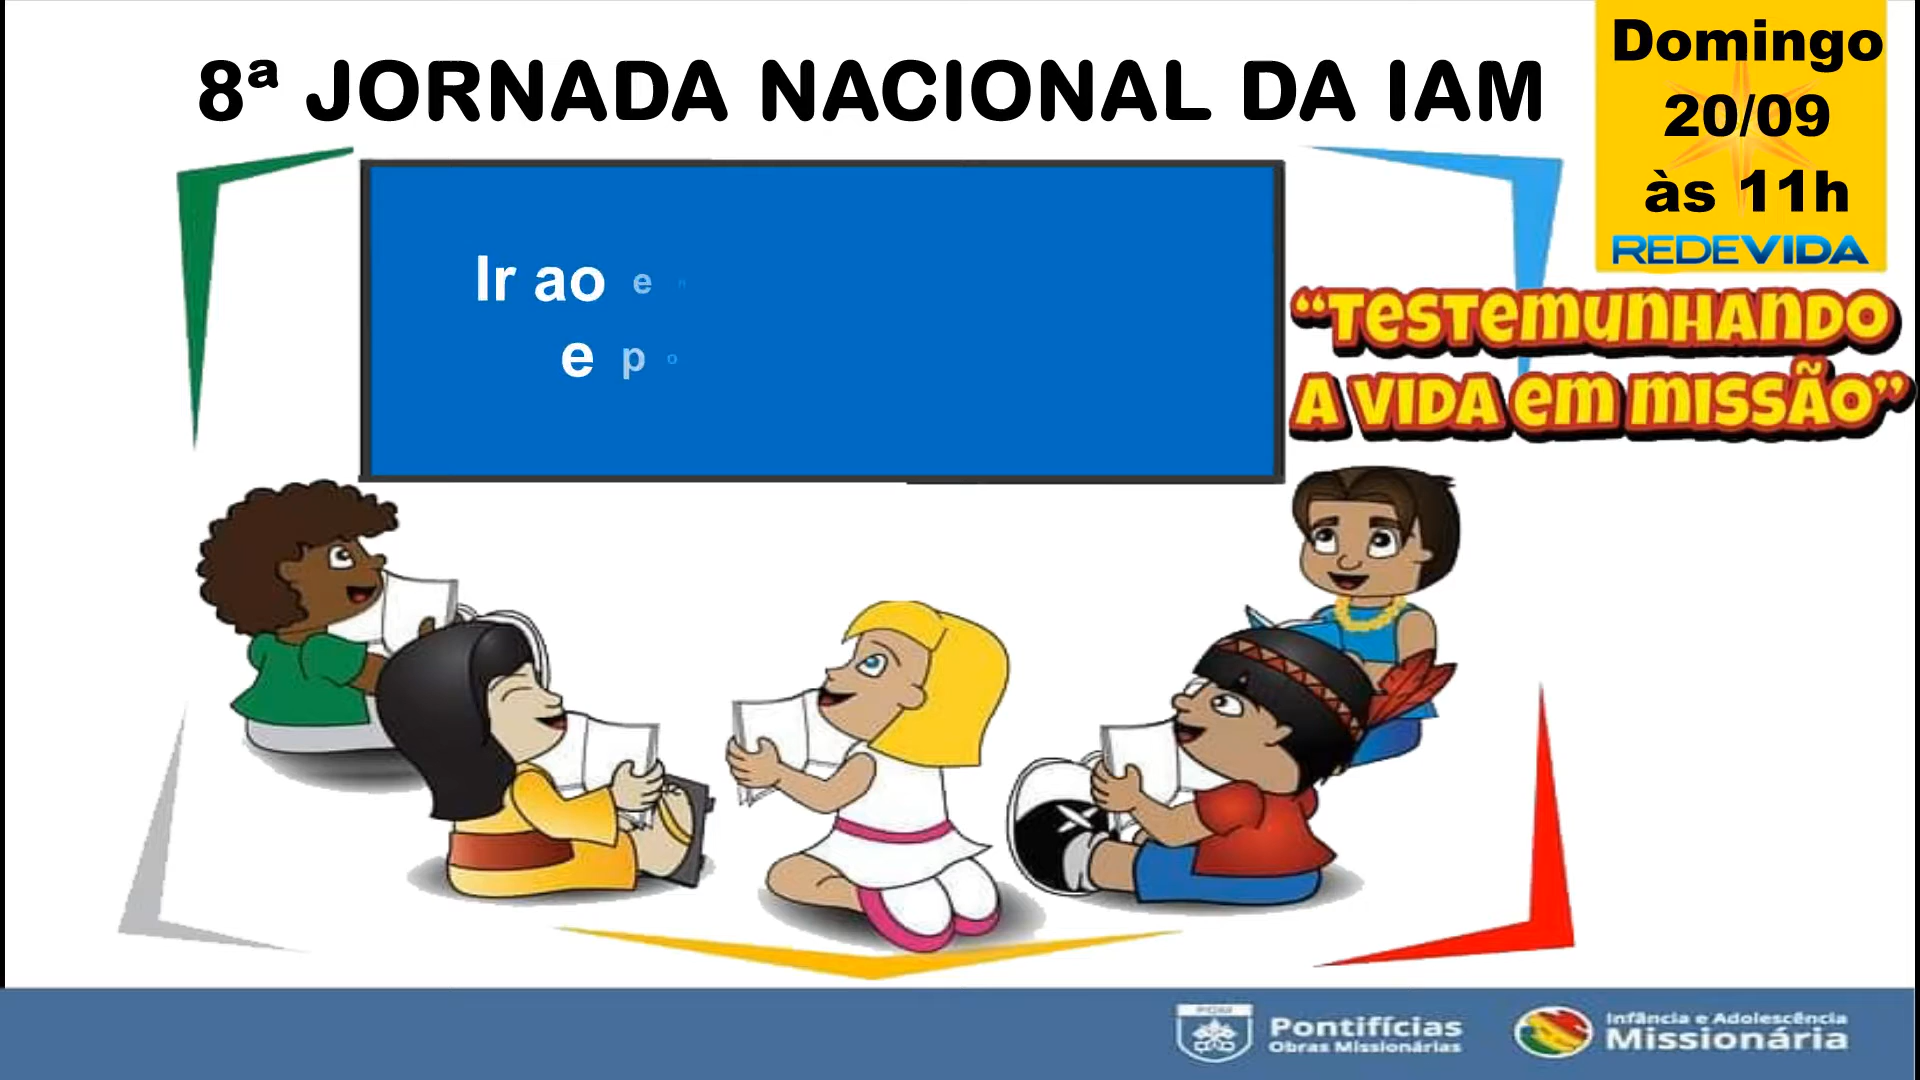 8ª JORNADA NACIONAL DA IAM
Domingo
20/09
às 11h
REDEVIDA
Ir ao e n
e p o
“TESTEMUNHANDO
A VIDA EM MISSÃO”
Pontifícias
Obras Missionárias
Infância e Adolescência
Missionária